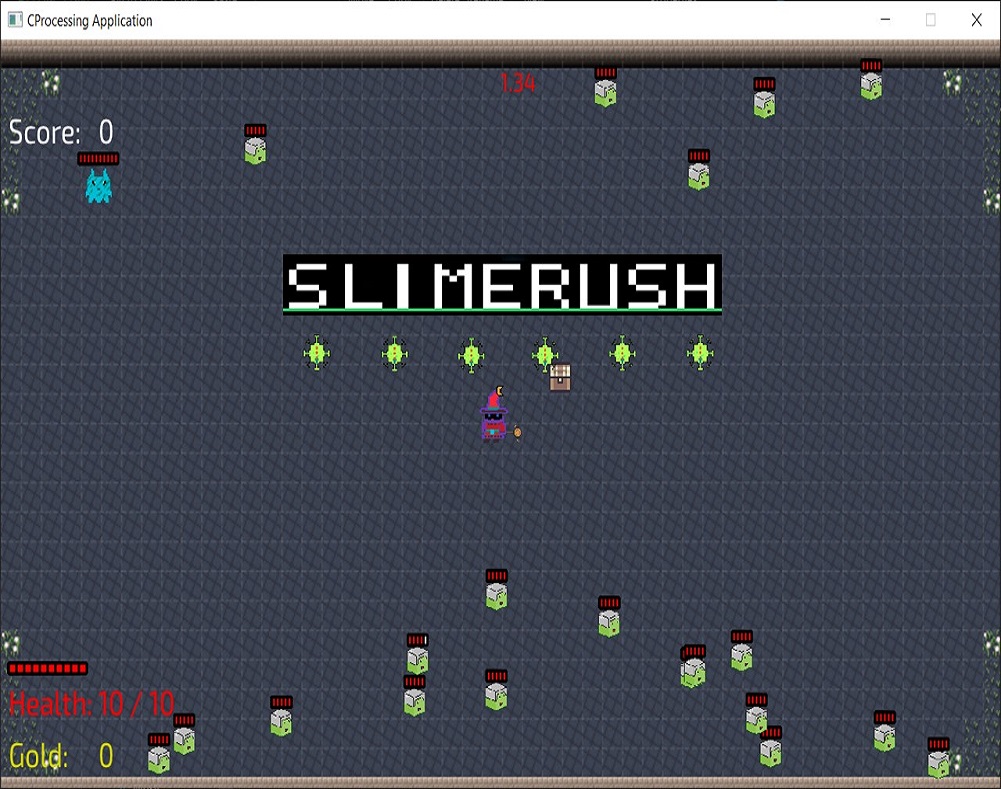 CProcessing Application
1.34
Score: 0
SLIMERUSH
Health: 10 / 10
Gold: 0